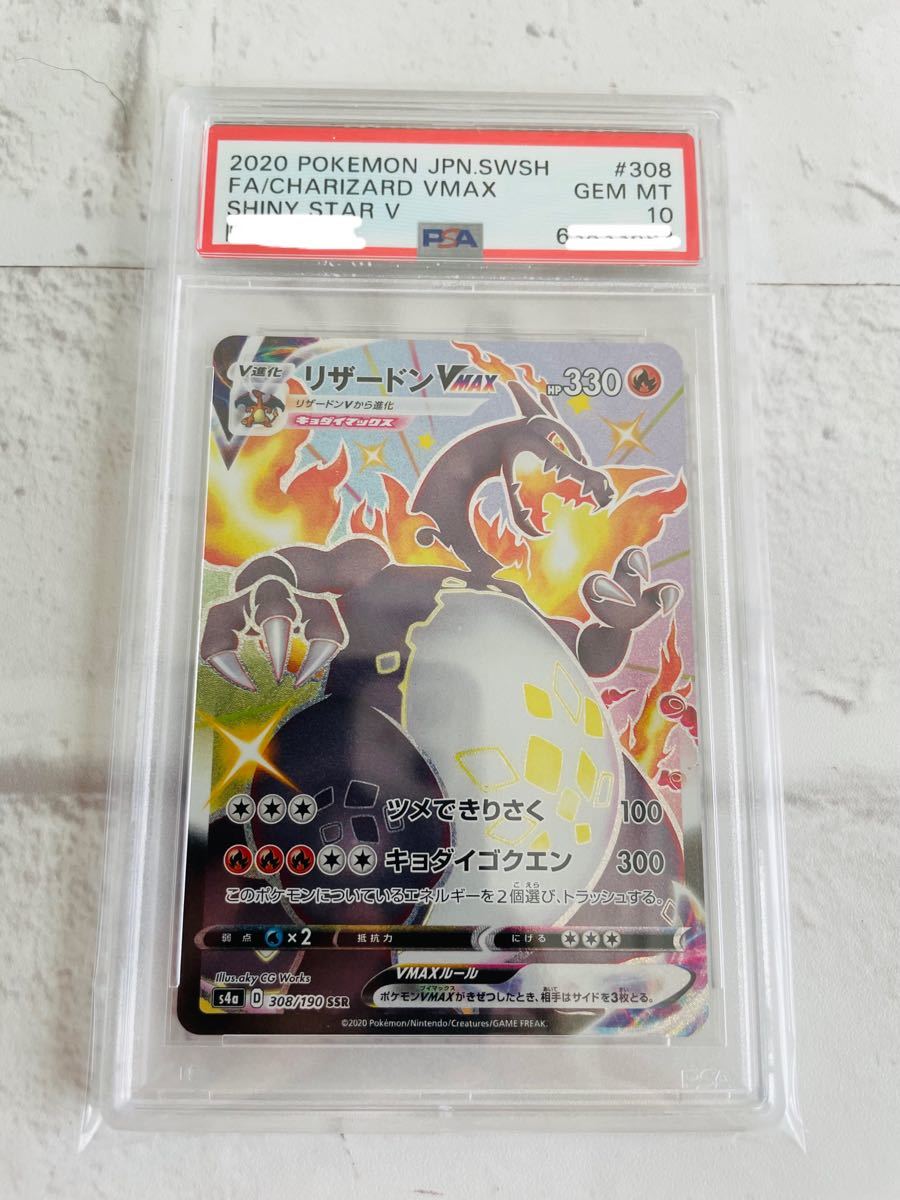 2020 POKEMON JPN.SWSH #308
FA/CHARIZARD VMAX GEM MT
SHINY STAR V 10
PSA
V進化 リザードンVMAX HP330
リザードンVから進化
キョダイマックス
ツメできりさく 100
キョダイゴクエン 300
このポケモンについているエネルギーを2個選び、トラッシュする。
弱点 ×2 抵抗力 にげる
Illus.aky CG Works
VMAXルール
s4a D 308/190 SSR
ポケモンVMAXがきぜつしたとき、相手はサイドを3枚とる。
©2020 Pokémon/Nintendo/Creatures/GAME FREAK.
PSA